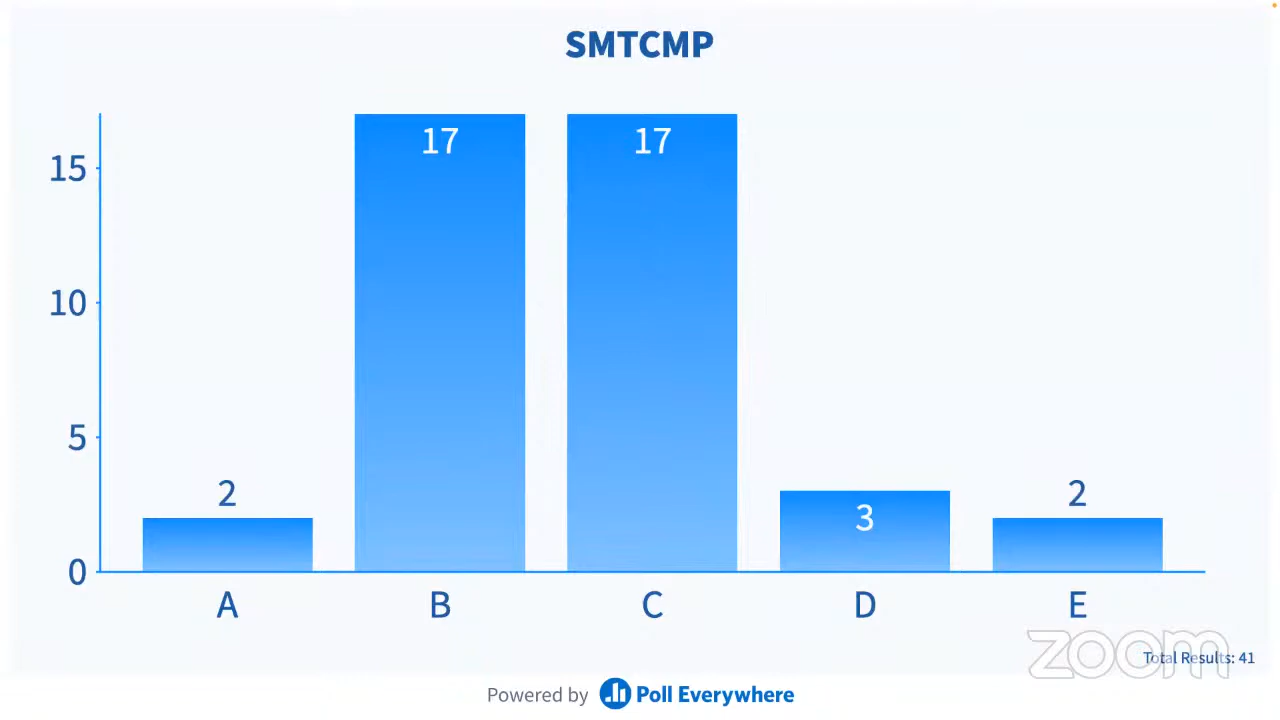 SMTCMP
17 17
15
10
5
2 3 2
0
A B C D E
zoom
Total Results: 41
Powered by Poll Everywhere